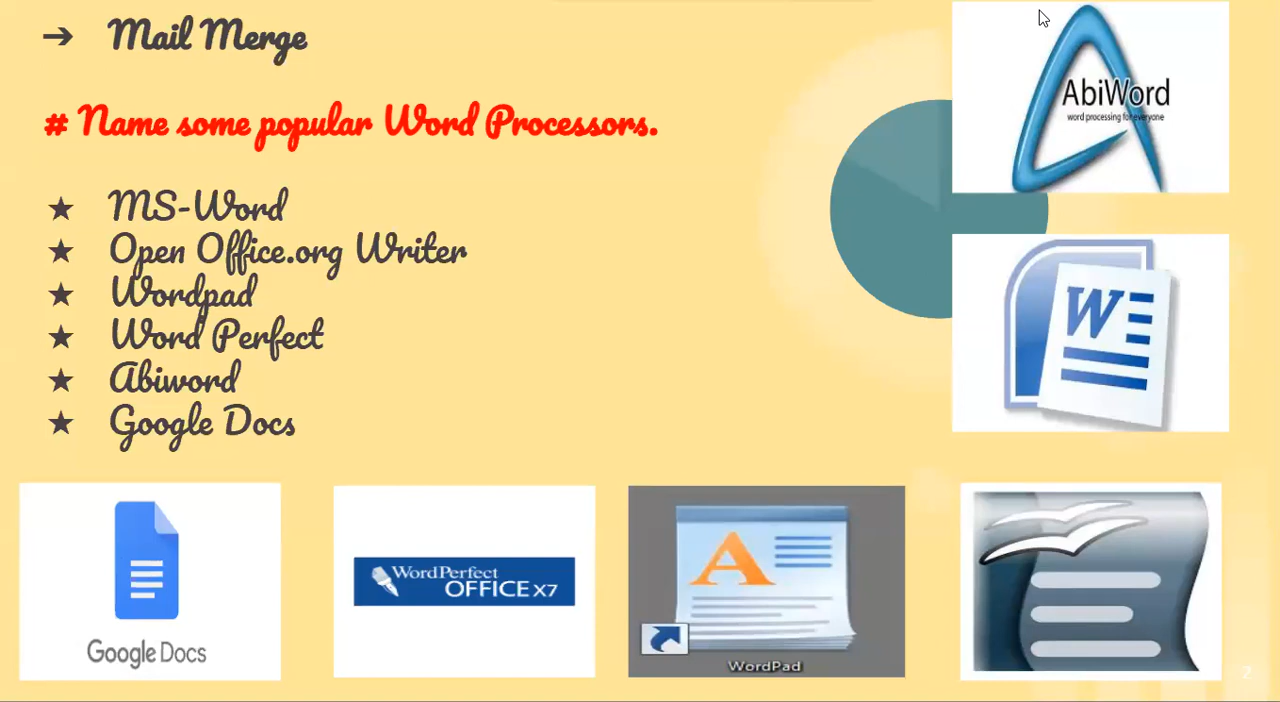 ➔ Mail Merge
# Name some popular Word Processors.
★ MS-Word
★ Open Office.org Writer
★ Wordpad
★ Word Perfect
★ Abiword
★ Google Docs
AbiWord
word processing for everyone
W
Google Docs
WordPerfect
OFFICE X7
A
WordPad
2